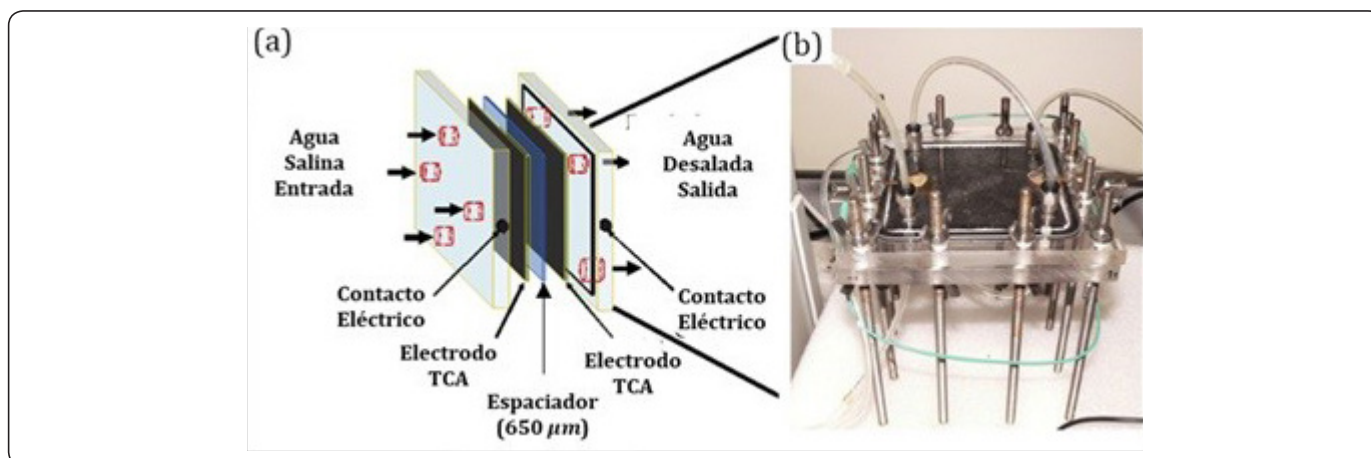 (a)
Agua
Salina
Entrada
Contacto
Eléctrico
Electrodo
TCA
Espaciador
(650 μm)
Electrodo
TCA
Contacto
Eléctrico
Agua
Desalada
Salida
(b)